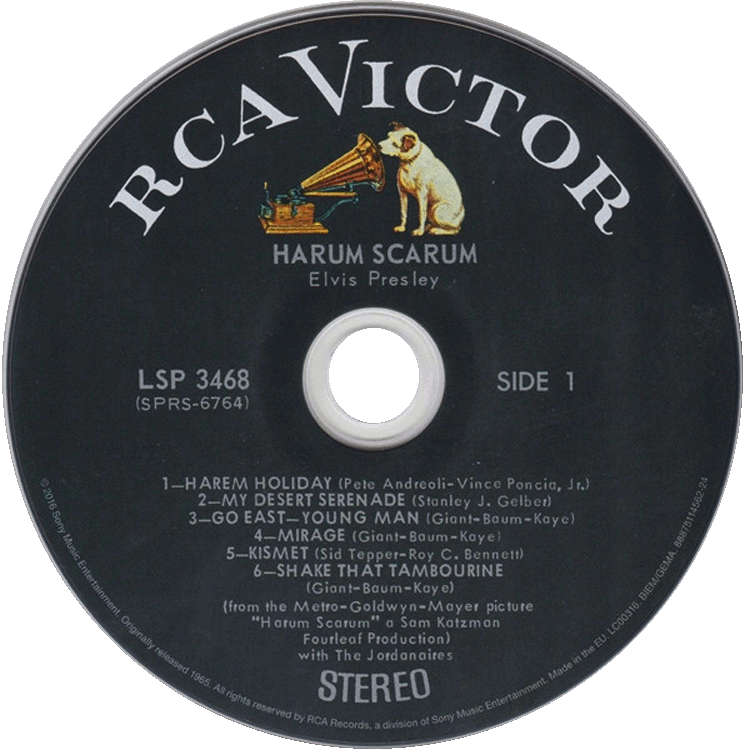 RCA VICTOR
HARUM SCARUM
Elvis Presley
LSP 3468
(SPRS-6764)
SIDE 1
1—HAREM HOLIDAY (Pete Andreoli-Vince Poncia, Jr.)
2—MY DESERT SERENADE (Stanley J. Gelber)
3—GO EAST—YOUNG MAN (Giant-Baum-Kaye)
4—MIRAGE (Giant-Baum-Kaye)
5—KISMET (Sid Tepper-Roy C. Bennett)
6—SHAKE THAT TAMBOURINE
(Giant-Baum-Kaye)
(from the Metro-Goldwyn-Mayer picture
"Harum Scarum" a Sam Katzman
Fourleaf Production)
with The Jordanaires
STEREO
© 2016 Sony Music Entertainment. Originally released 1965. All rights reserved by RCA Records, a division of Sony Music Entertainment. Made in the EU. LC00316. BIEM/GEMA. 88875114562-24